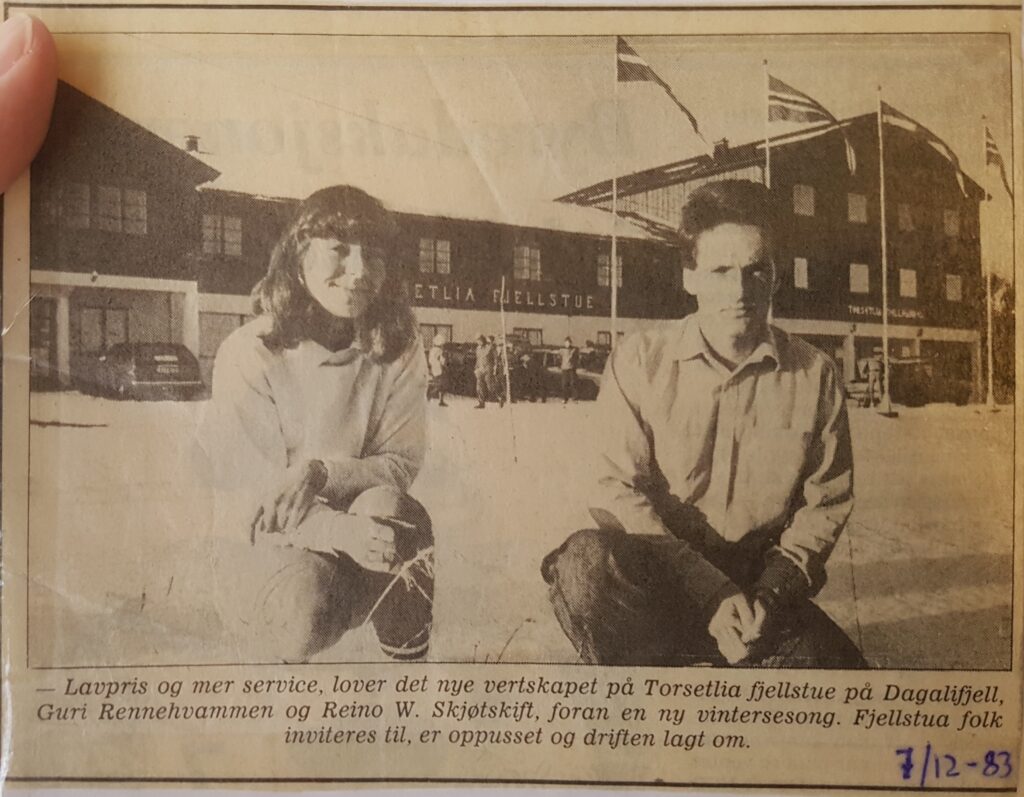 ETLIA FJELLSTUE
TORSETLIA
— Lavpris og mer service, lover det nye vertskapet på Torsetlia fjellstue på Dagalifjell,
Guri Rennehvammen og Reino W. Skjøtskift, foran en ny vintersesong. Fjellstua folk
inviteres til, er oppusset og driften lagt om.
7/12-83